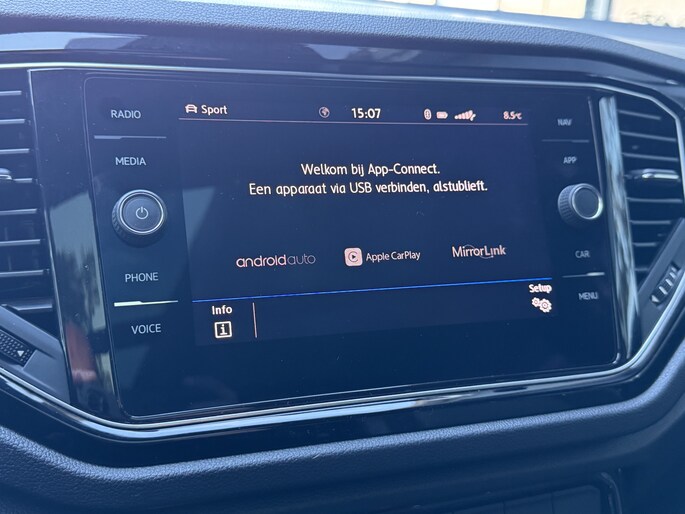 RADIO
MEDIA
PHONE
VOICE
Sport
15:07
8.5°C
Welkom bij App-Connect.
Een apparaat via USB verbinden, alstublieft.
androidauto
Apple CarPlay
MirrorLink
Info
i
Setup
NAV
APP
CAR
MENU